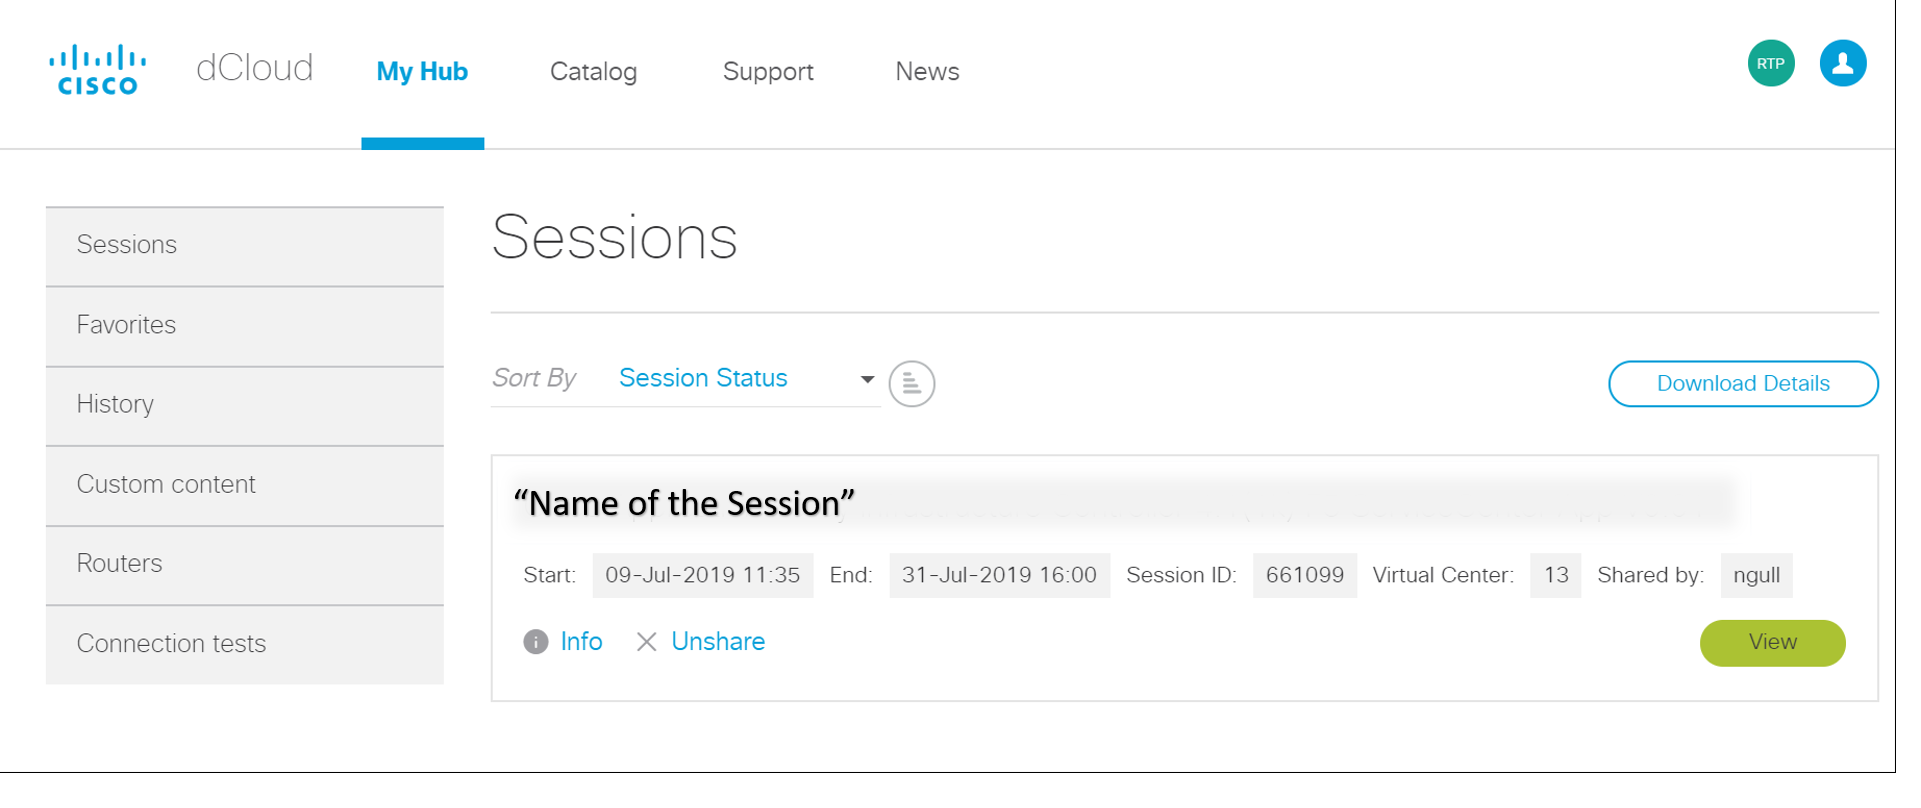 CISCO dCloud My Hub Catalog Support News RTP
Sessions
Favorites
History
Custom content
Routers
Connection tests
Sessions
Sort By Session Status Download Details
“Name of the Session”
Start: 09-Jul-2019 11:35 End: 31-Jul-2019 16:00 Session ID: 661099 Virtual Center: 13 Shared by: ngull
Info Unshare View